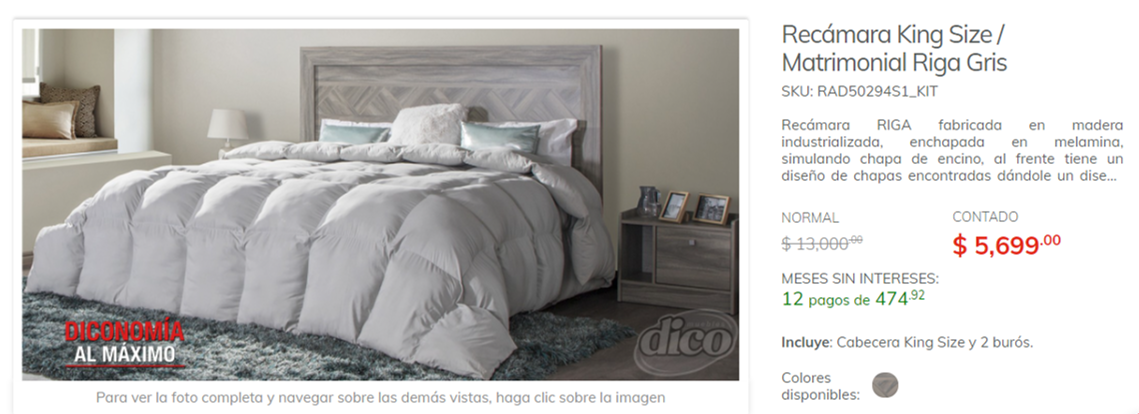 DICONOMÍA
AL MÁXIMO
dico
Para ver la foto completa y navegar sobre las demás vistas, haga clic sobre la imagen
Recámara King Size /
Matrimonial Riga Gris
SKU: RAD50294S1_KIT
Recámara RIGA fabricada en madera
industrializada, enchapada en melamina,
simulando chapa de encino, al frente tiene un
diseño de chapas encontradas dándole un dise...
NORMAL
$ 13,000.00
CONTADO
$ 5,699.00
MESES SIN INTERESES:
12 pagos de 474.92
Incluye: Cabecera King Size y 2 burós.
Colores
disponibles: